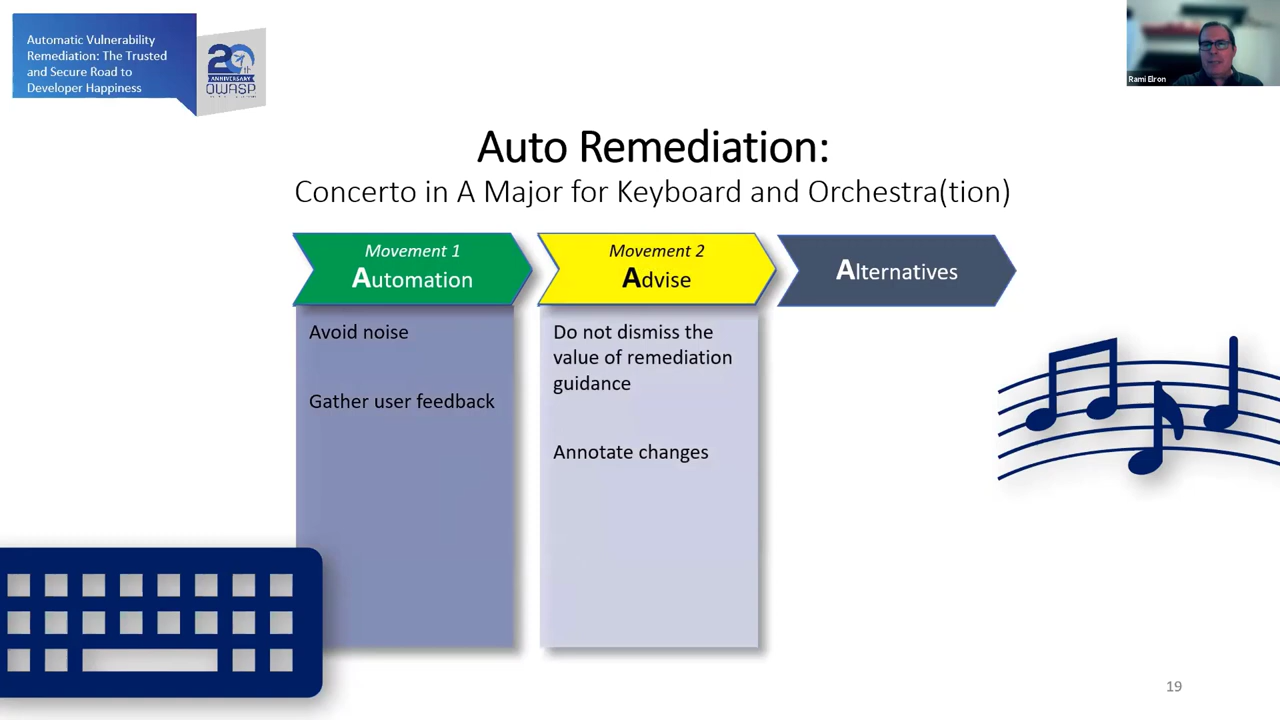 Automatic Vulnerability
Remediation: The Trusted
and Secure Road to
Developer Happiness
20th
ANNIVERSARY
OWASP
Rami Elron
Auto Remediation:
Concerto in A Major for Keyboard and Orchestra(tion)
Movement 1
Automation
Avoid noise
Gather user feedback
Movement 2
Advise
Do not dismiss the
value of remediation
guidance
Annotate changes
Alternatives
19